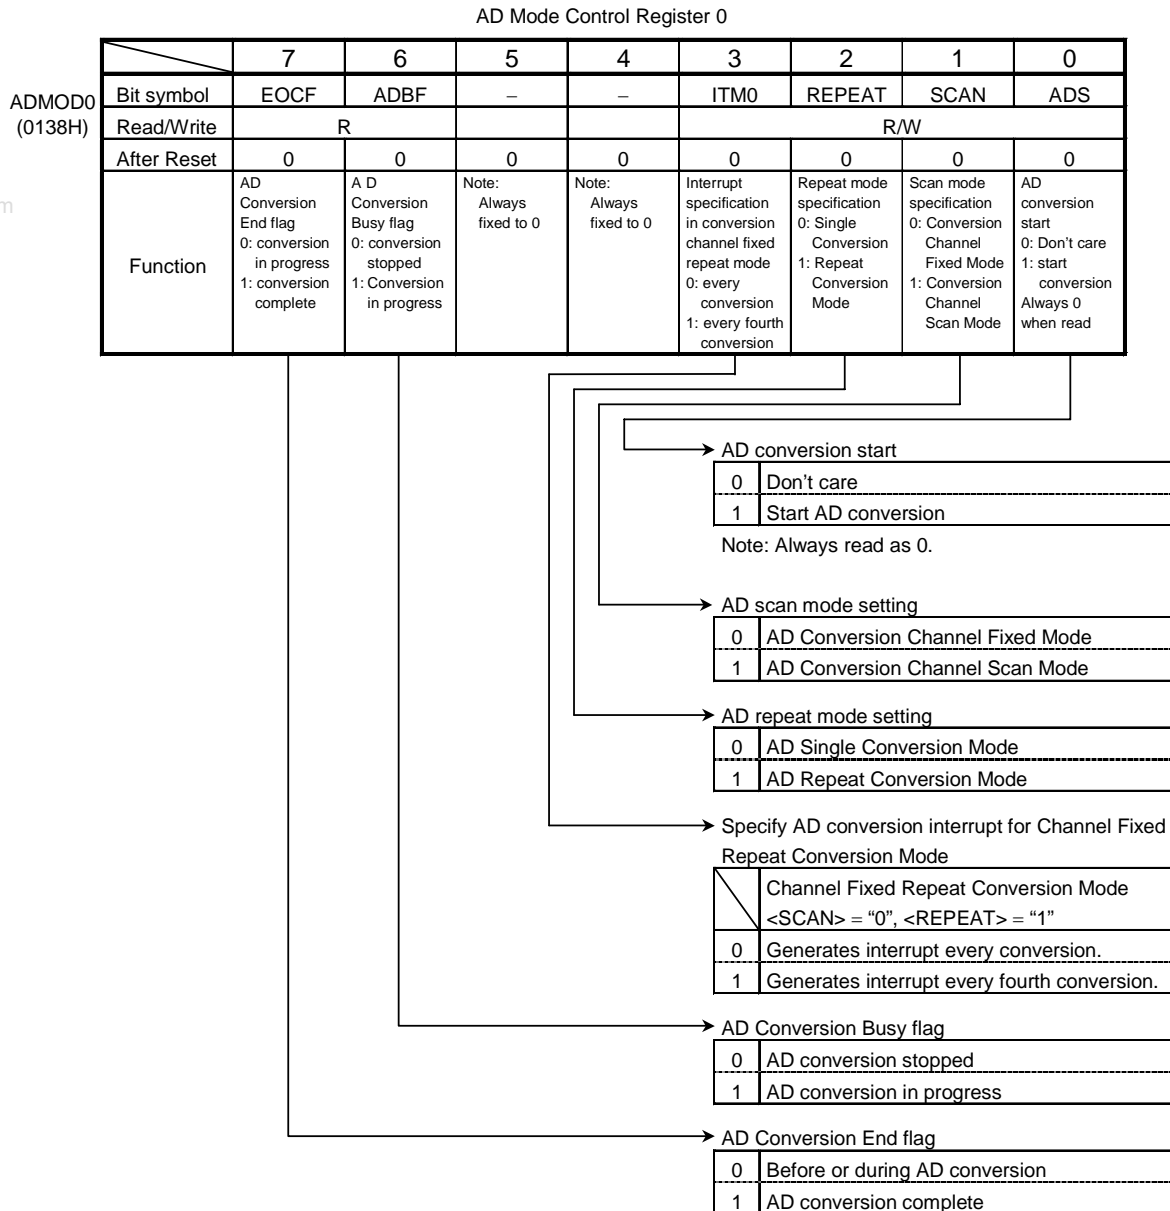 AD Mode Control Register 0
7 6 5 4 3 2 1 0
ADMOD0
(0138H)
Bit symbol EOCF ADBF – – ITM0 REPEAT SCAN ADS
Read/Write R R/W
After Reset 0 0 0 0 0 0 0 0
Function
AD
Conversion
End flag
0: conversion
in progress
1: conversion
complete
A D
Conversion
Busy flag
0: conversion
stopped
1: Conversion
in progress
Note:
Always
fixed to 0
Note:
Always
fixed to 0
Interrupt
specification
in conversion
channel fixed
repeat mode
0: every
conversion
1: every fourth
conversion
Repeat mode
specification
0: Single
Conversion
1: Repeat
Conversion
Mode
Scan mode
specification
0: Conversion
Channel
Fixed Mode
1: Conversion
Channel
Scan Mode
AD
conversion
start
0: Don't care
1: start
conversion
Always 0
when read
m
AD conversion start
0 Don't care
1 Start AD conversion
Note: Always read as 0.
AD scan mode setting
0 AD Conversion Channel Fixed Mode
1 AD Conversion Channel Scan Mode
AD repeat mode setting
0 AD Single Conversion Mode
1 AD Repeat Conversion Mode
Specify AD conversion interrupt for Channel Fixed
Repeat Conversion Mode
Channel Fixed Repeat Conversion Mode
<SCAN> = “0”, <REPEAT> = “1”
0 Generates interrupt every conversion.
1 Generates interrupt every fourth conversion.
AD Conversion Busy flag
0 AD conversion stopped
1 AD conversion in progress
AD Conversion End flag
0 Before or during AD conversion
1 AD conversion complete